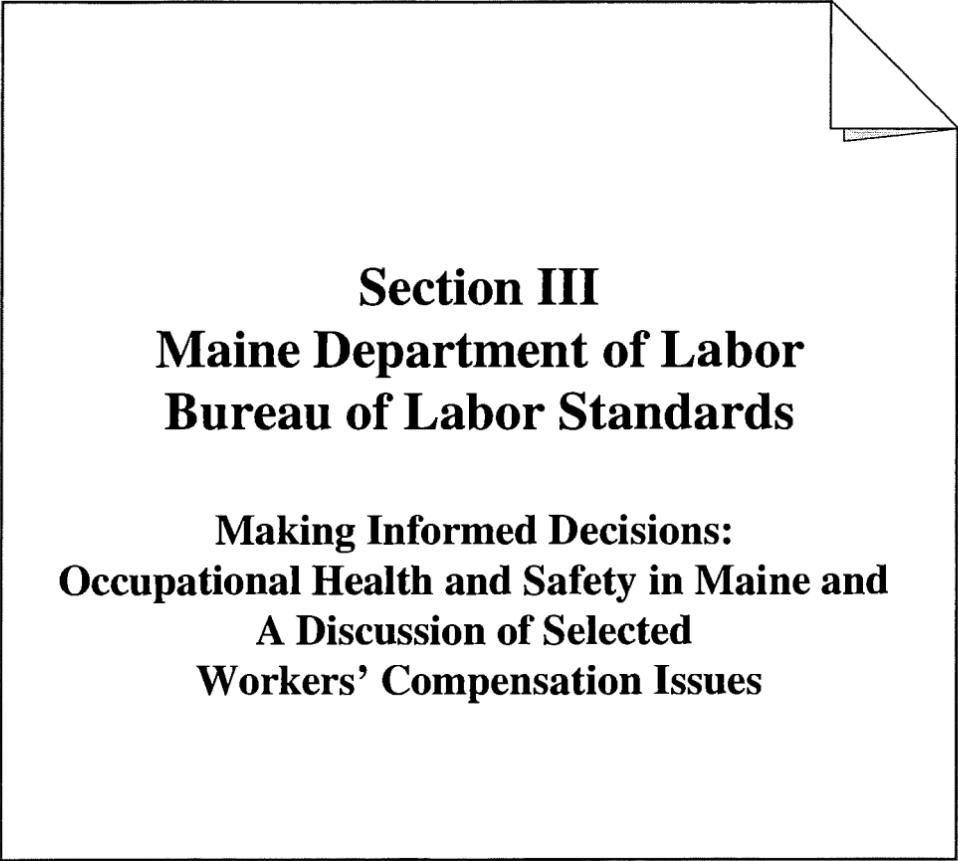 Section III
Maine Department of Labor
Bureau of Labor Standards
Making Informed Decisions:
Occupational Health and Safety in Maine and
A Discussion of Selected
Workers' Compensation Issues